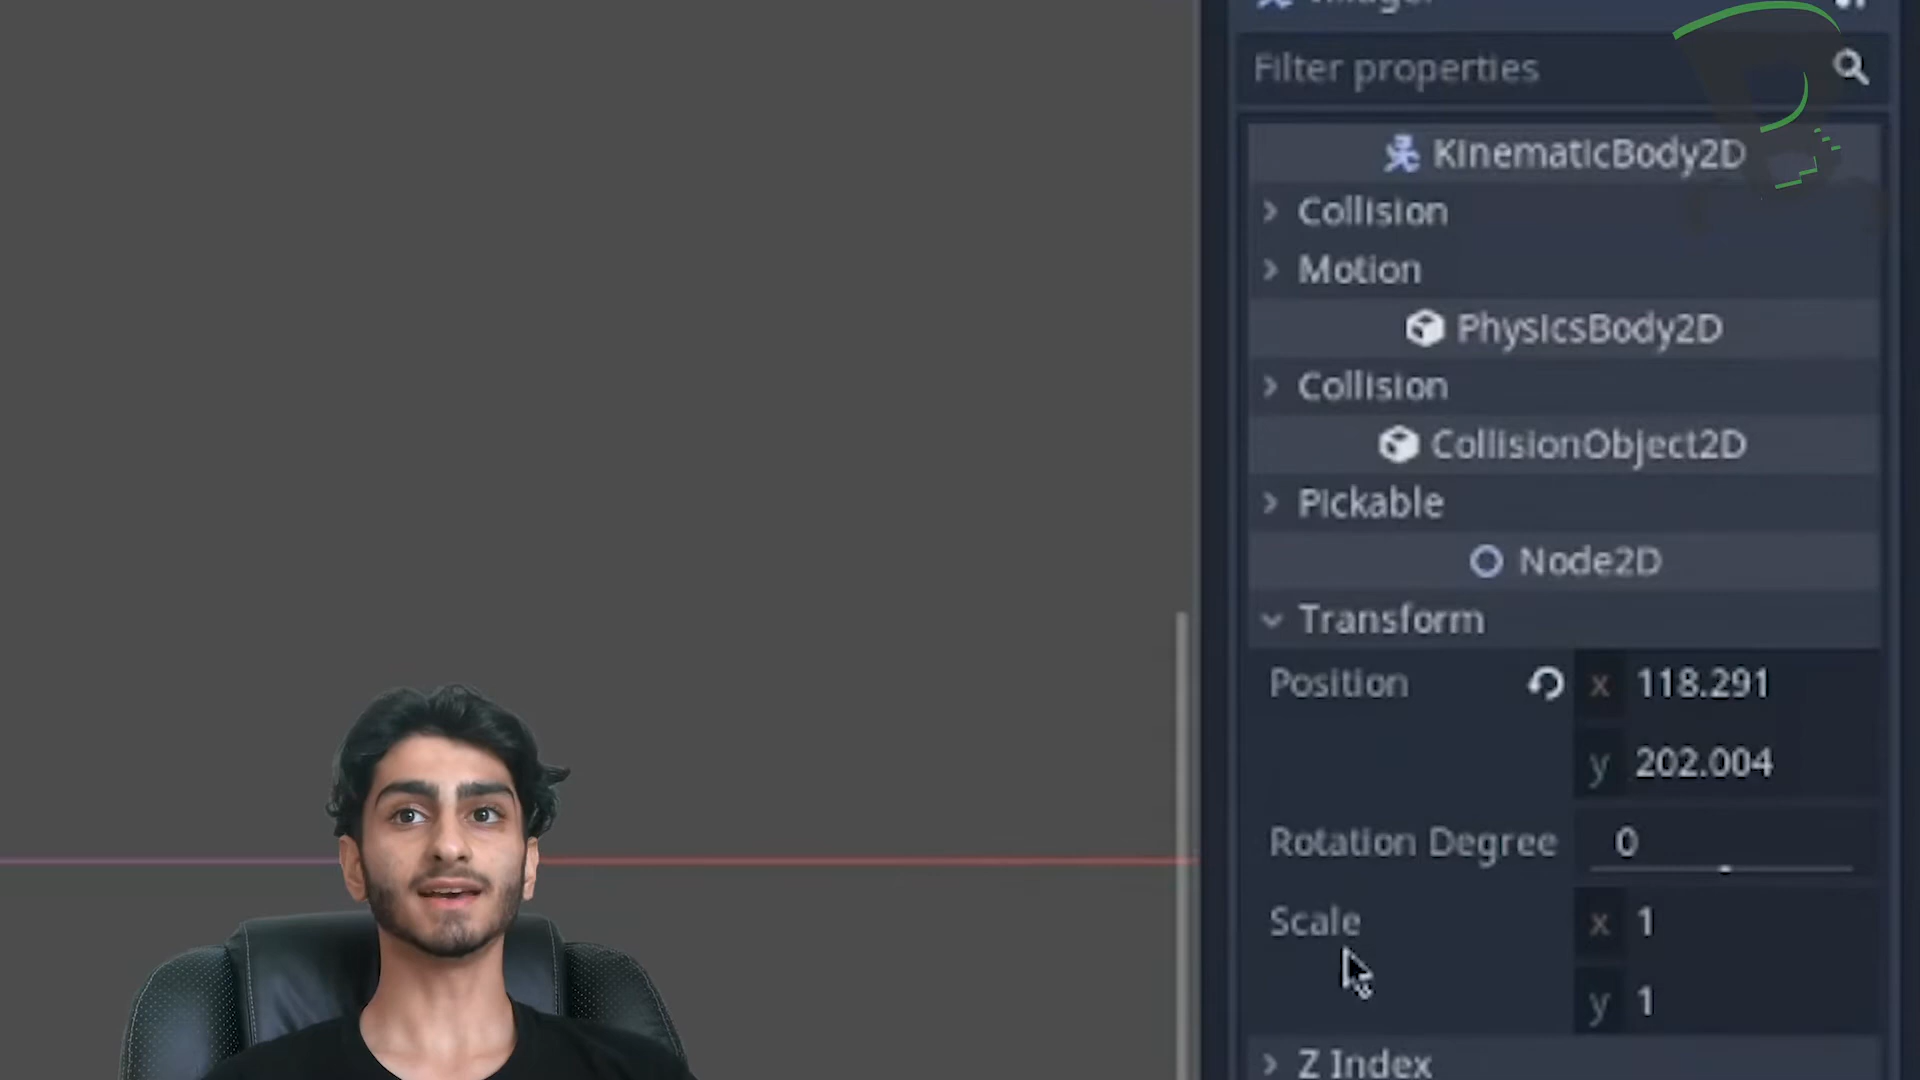 Filter properties
KinematicBody2D
Collision
Motion
PhysicsBody2D
Collision
CollisionObject2D
Pickable
Node2D
Transform
Position x 118.291
y 202.004
Rotation Degree 0
Scale x 1
y 1
Z Index